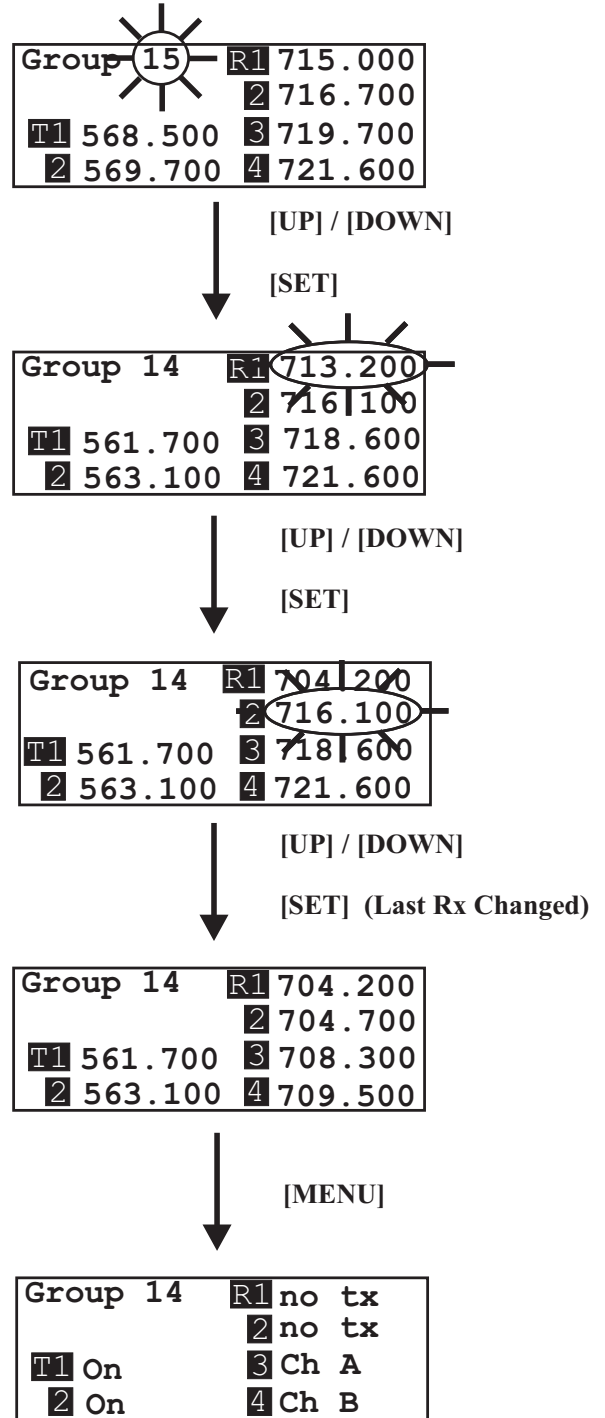 Group 15 R1 715.000
2 716.700
T1 568.500 3 719.700
2 569.700 4 721.600
[UP] / [DOWN]
[SET]
Group 14 R1 713.200
2 716.100
T1 561.700 3 718.600
2 563.100 4 721.600
[UP] / [DOWN]
[SET]
Group 14 R1 704.200
2 716.100
T1 561.700 3 718.600
2 563.100 4 721.600
[UP] / [DOWN]
[SET] (Last Rx Changed)
Group 14 R1 704.200
2 704.700
T1 561.700 3 708.300
2 563.100 4 709.500
[MENU]
Group 14 R1 no tx
2 no tx
T1 On 3 Ch A
2 On 4 Ch B